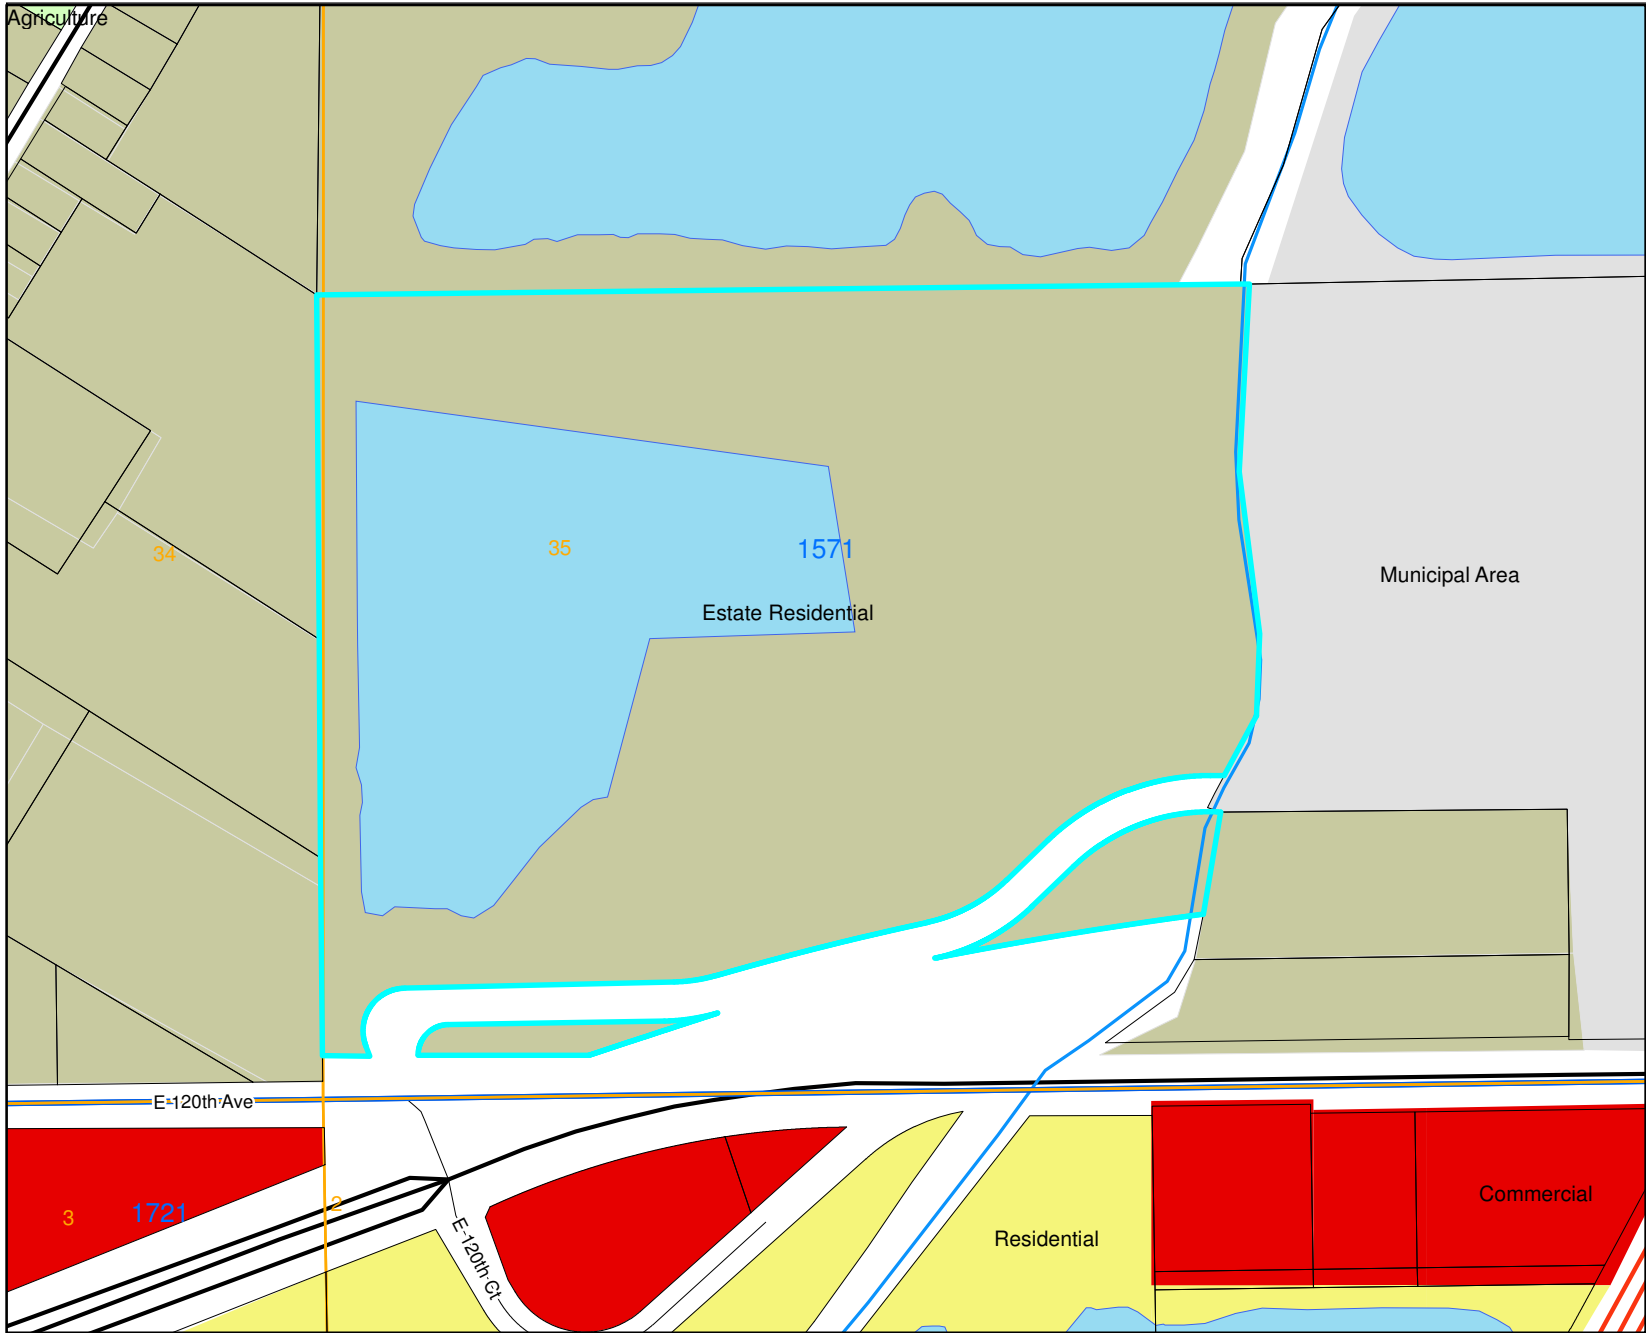 Agriculture
34
35
1571
Estate Residential
Municipal Area
E 120th Ave
3
1721
2
E 120th Ct
Residential
Commercial